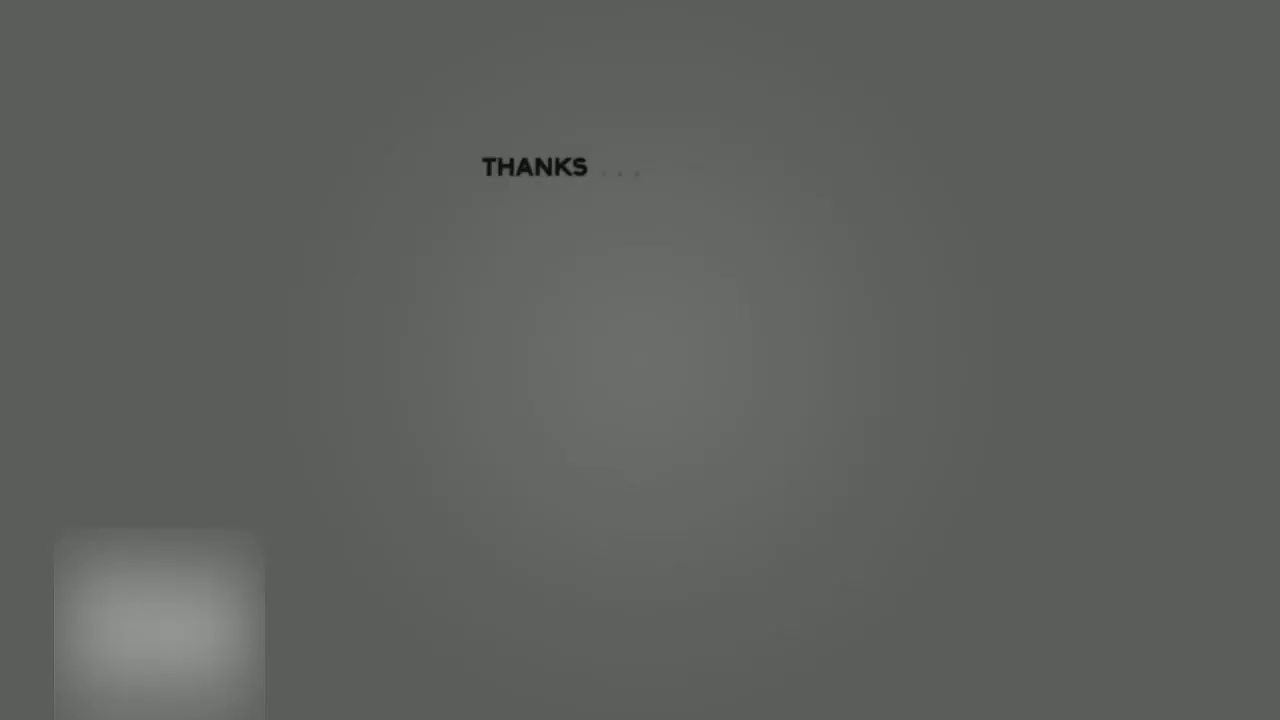 THANKS . . .